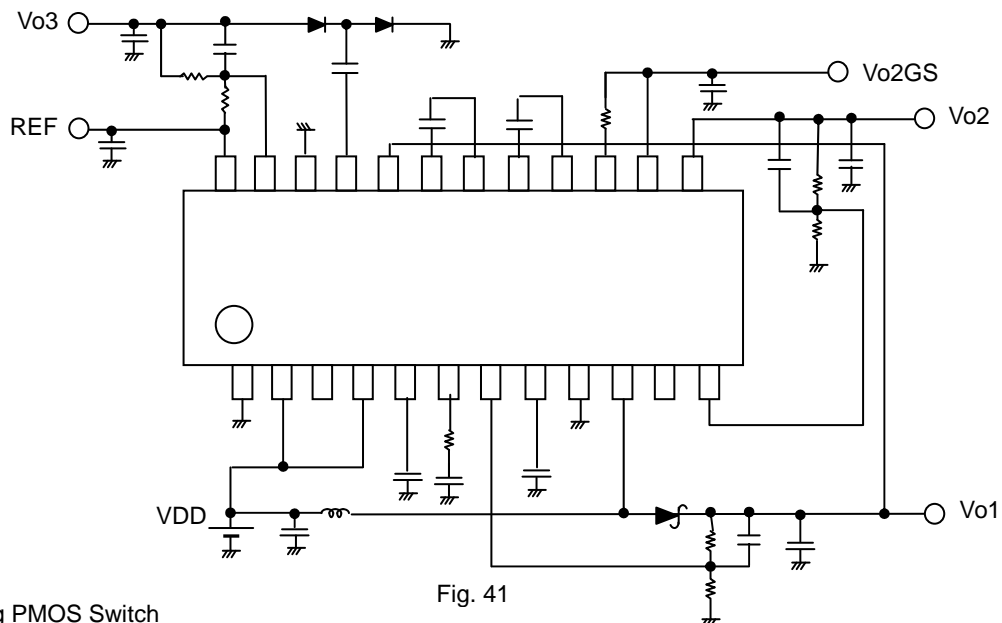 Vo3
Vo2GS
Vo2
REF
VDD
Vo1
Fig. 41
PMOS Switch